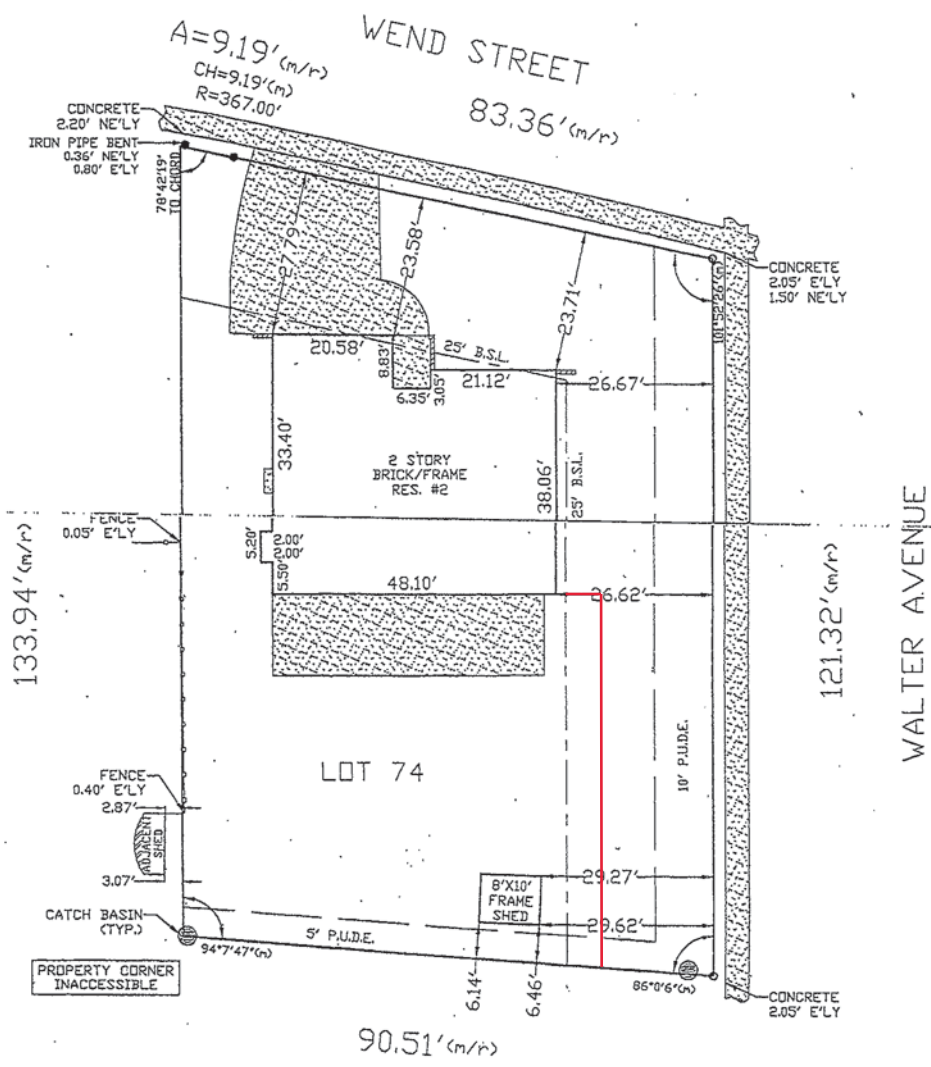 WEND STREET
A=9.19'(m/r)
CH=9.19'(m)
R=367.00'
83.36'(m/r)
CONCRETE
2.20' NE'LY
IRON PIPE BENT
0.36' NE'LY
0.80' E'LY
78°42'19"
TO CHORD
27.79'
23.58'
23.71'
CONCRETE
2.05' E'LY
1.50' NE'LY
101°52'26"(m)
20.58'
8.83'
25' B.S.L.
6.35'
3.05'
21.12'
26.67'
33.40'
2 STORY
BRICK/FRAME
RES. #2
38.06'
25' B.S.L.
FENCE
0.05' E'LY
5.20'
2.00'
2.00'
5.50'
48.10'
26.62'
133.94'(m/r)
121.32'(m/r)
WALTER AVENUE
LOT 74
10' P.U.D.E.
FENCE
0.40' E'LY
2.87'
ADJACENT
SHED
3.07'
8'X10'
FRAME
SHED
29.27'
29.62'
CATCH BASIN
(TYP.)
94°7'47"(m)
5' P.U.D.E.
6.14'
6.46'
86°0'6"(m)
PROPERTY CORNER
INACCESSIBLE
CONCRETE
2.05' E'LY
90.51'(m/r)